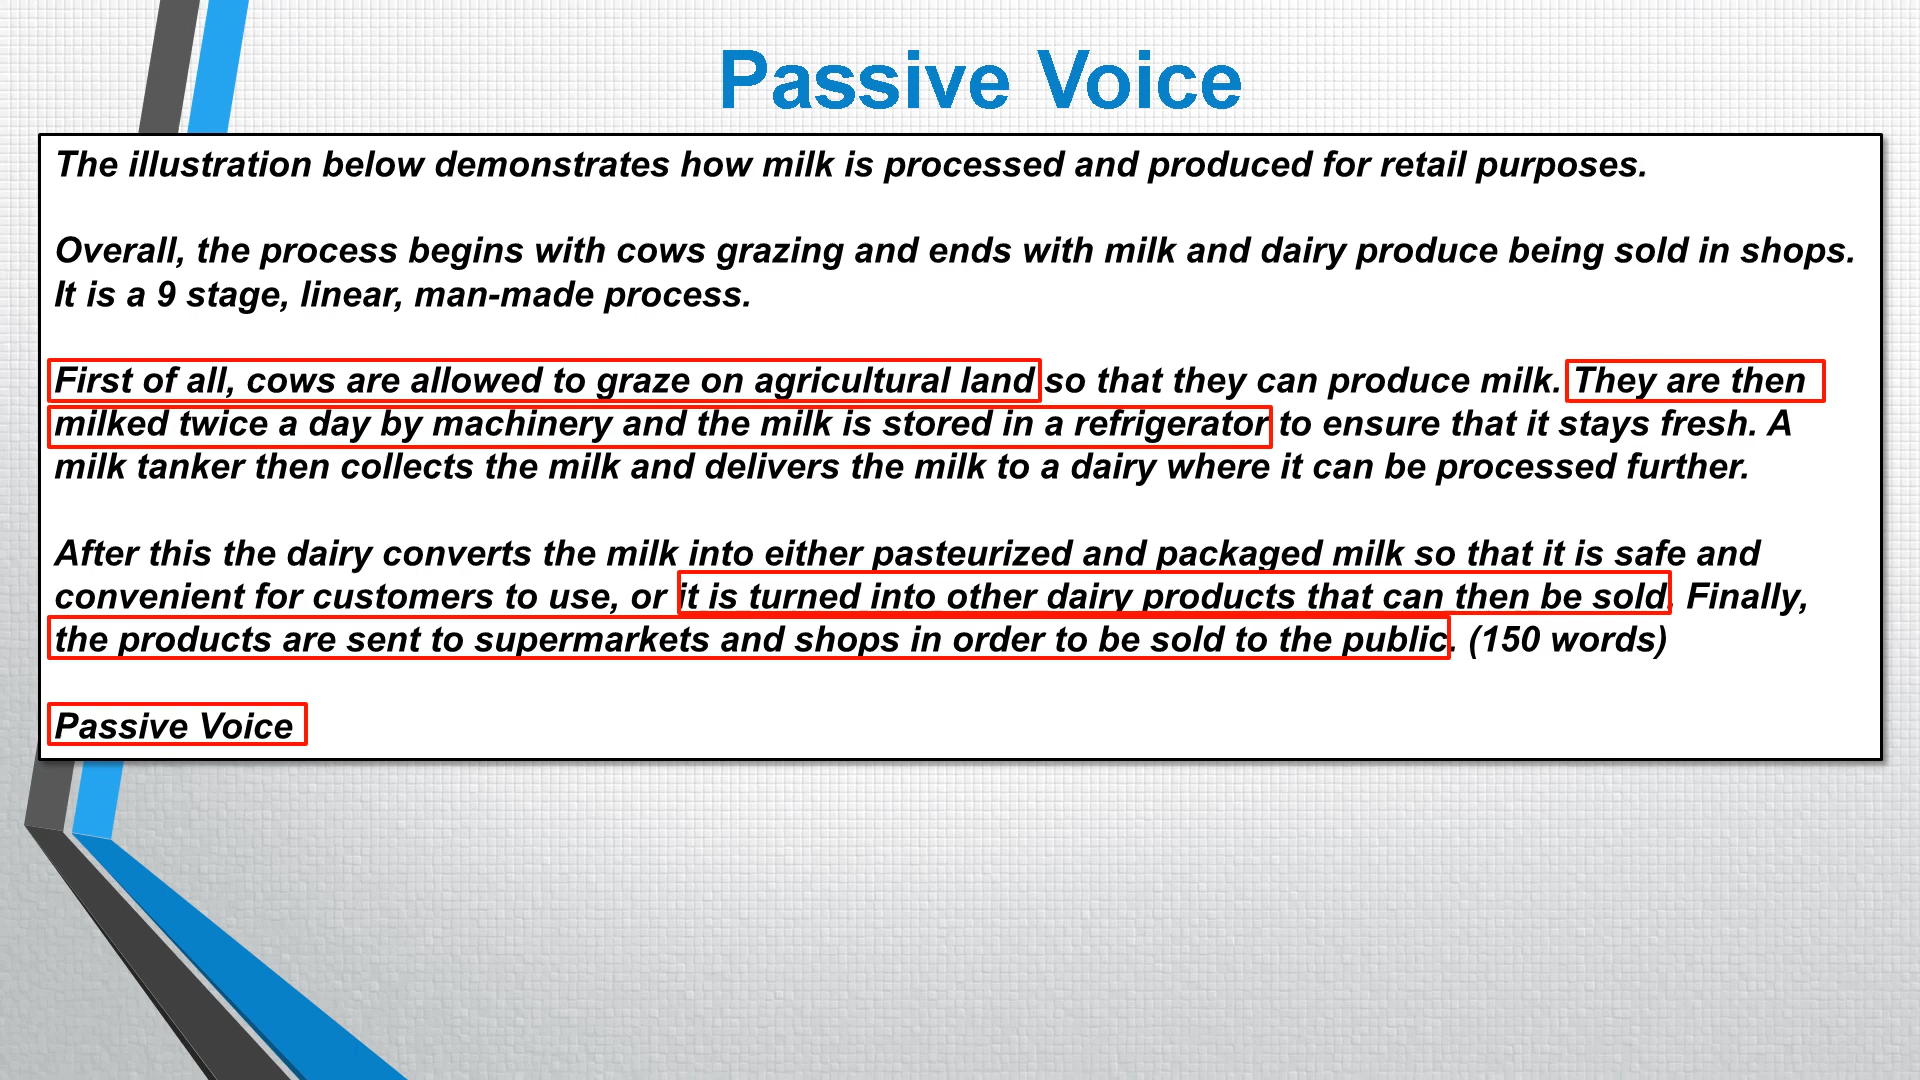 Passive Voice
The illustration below demonstrates how milk is processed and produced for retail purposes.
Overall, the process begins with cows grazing and ends with milk and dairy produce being sold in shops.
It is a 9 stage, linear, man-made process.
First of all, cows are allowed to graze on agricultural land so that they can produce milk. They are then
milked twice a day by machinery and the milk is stored in a refrigerator to ensure that it stays fresh. A
milk tanker then collects the milk and delivers the milk to a dairy where it can be processed further.
After this the dairy converts the milk into either pasteurized and packaged milk so that it is safe and
convenient for customers to use, or it is turned into other dairy products that can then be sold. Finally,
the products are sent to supermarkets and shops in order to be sold to the public. (150 words)
Passive Voice